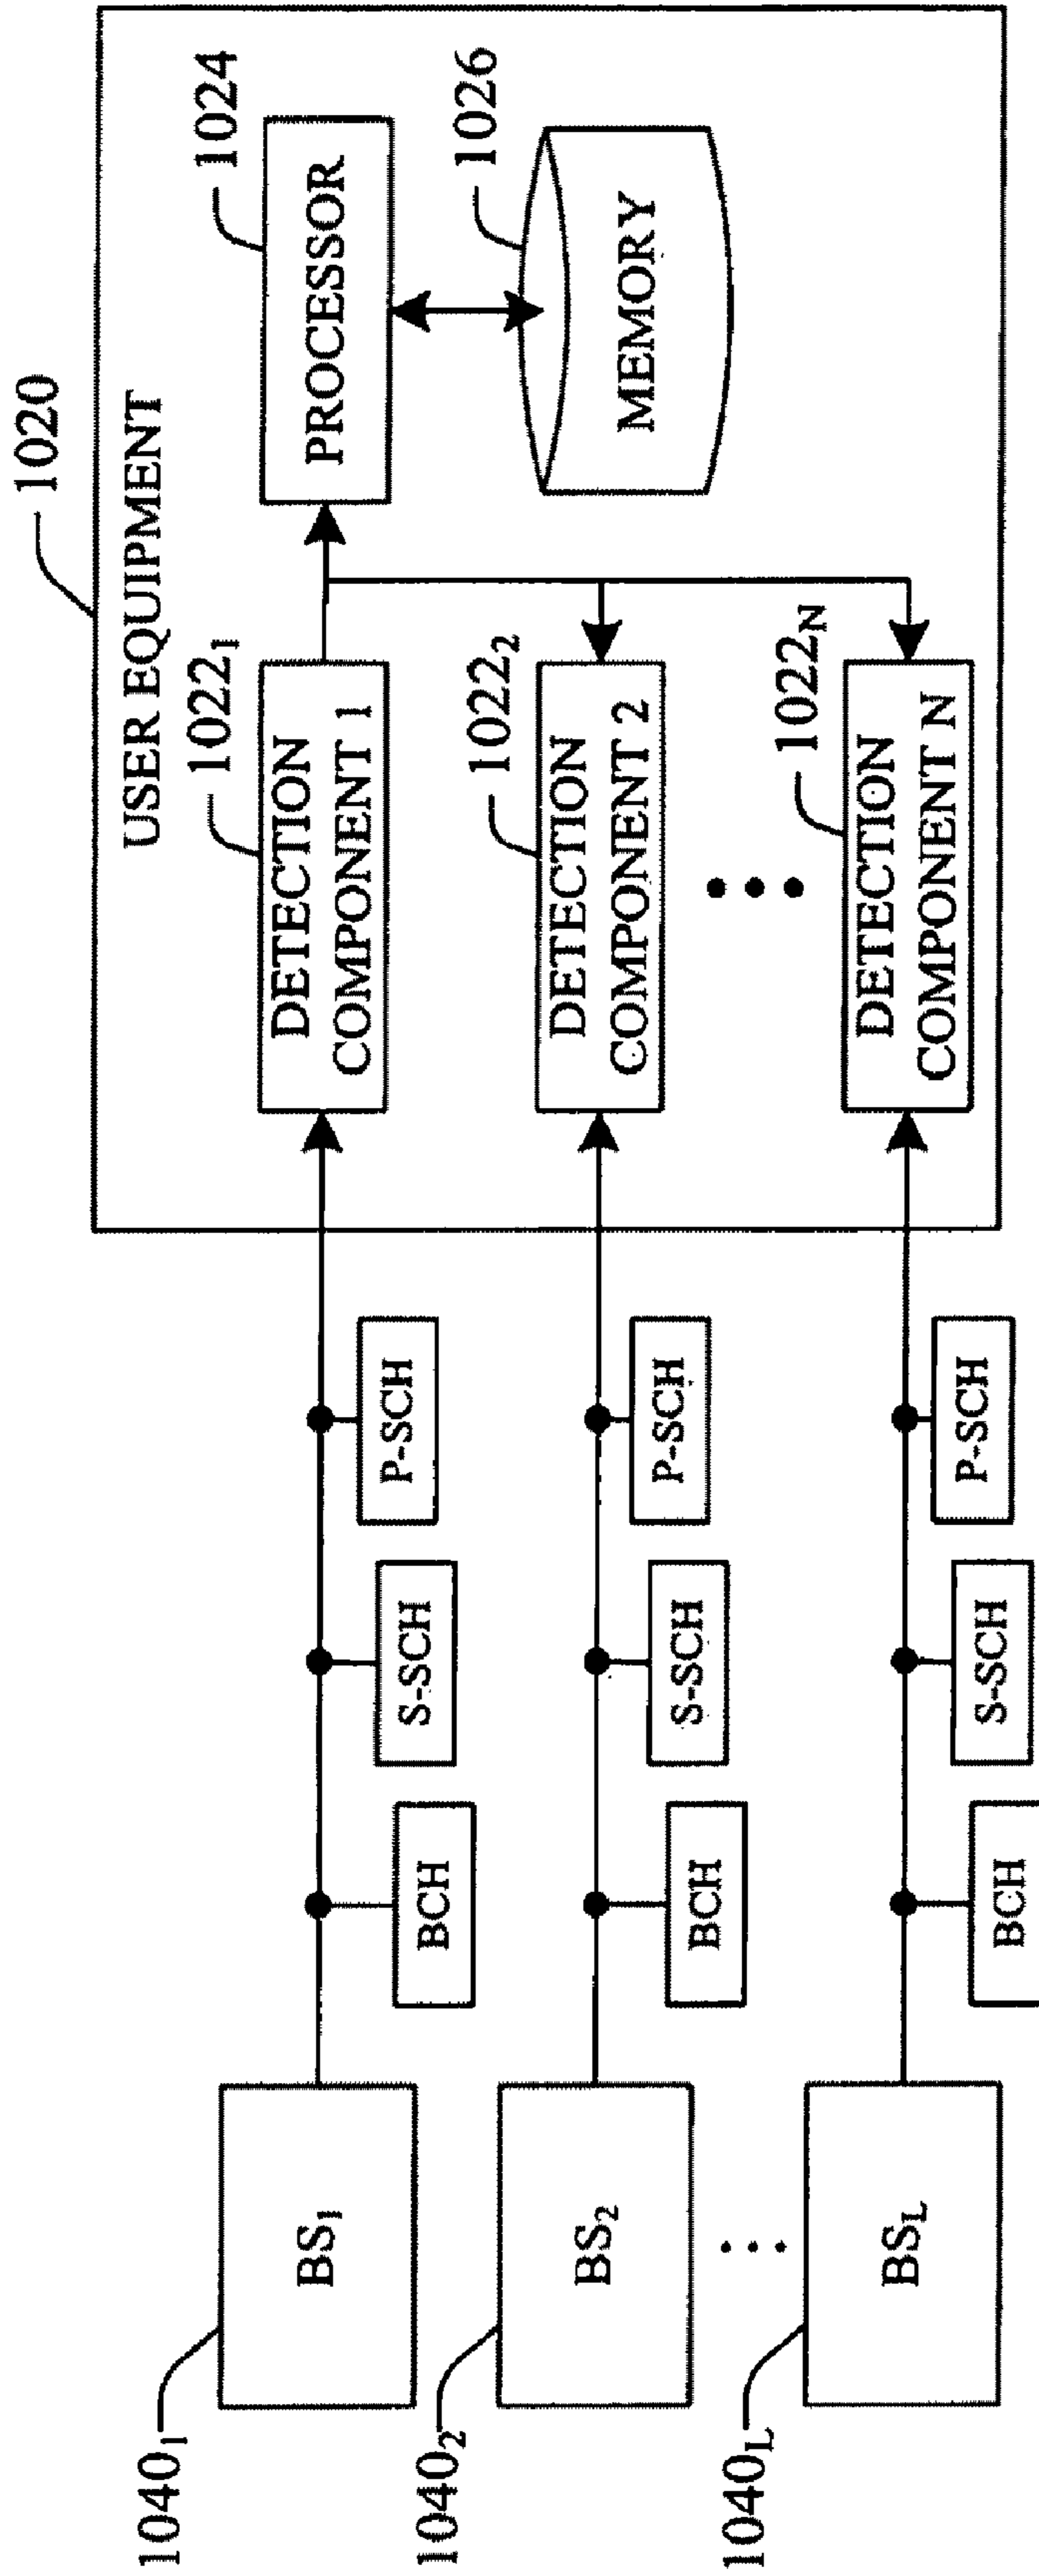 1020
USER EQUIPMENT
1040₁
BS₁
BCH
S-SCH
P-SCH
1022₁
DETECTION
COMPONENT 1
1024
PROCESSOR
1040₂
BS₂
BCH
S-SCH
P-SCH
1022₂
DETECTION
COMPONENT 2
1026
MEMORY
1040L
BSL
BCH
S-SCH
P-SCH
1022N
DETECTION
COMPONENT N